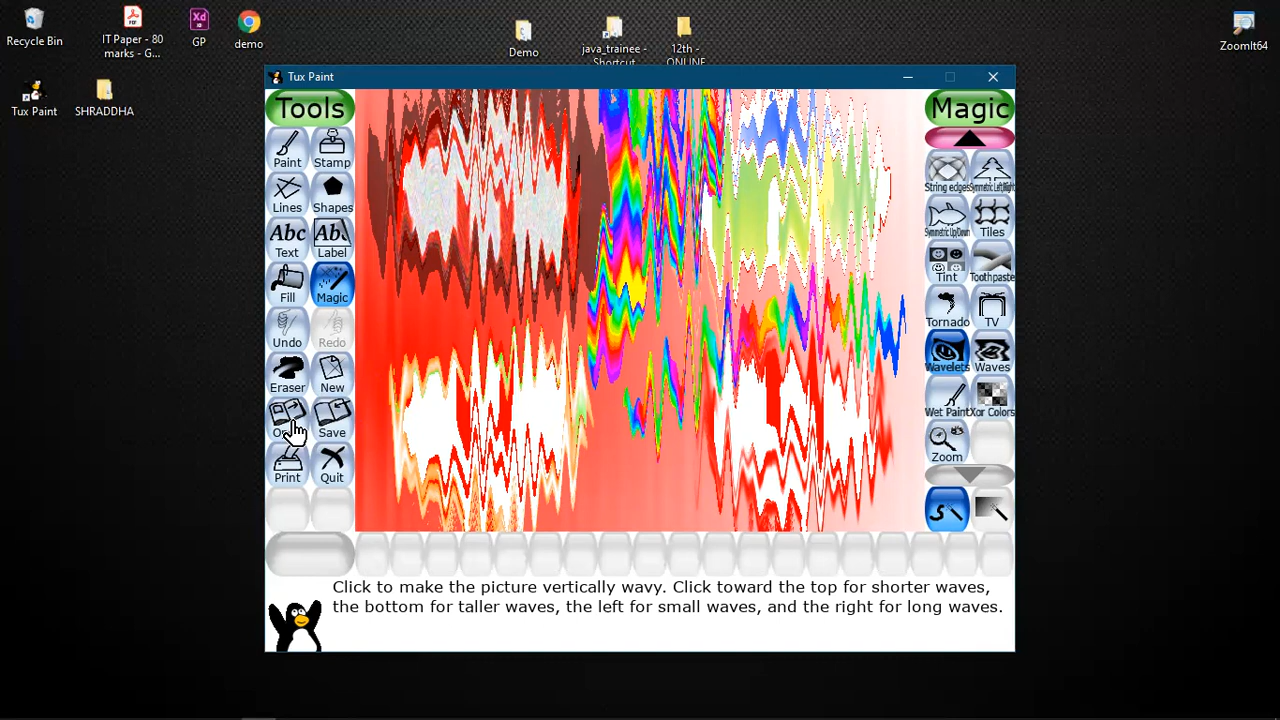 Recycle Bin
IT Paper - 80
marks - G...
GP
demo
Demo
java_trainee -
Shortcut
12th -
ONLINE
ZoomIt64
Tux Paint
SHRADDHA
Tux Paint
Tools
Magic
Paint
Stamp
Lines
Shapes
Abc
Text
Abc
Label
Fill
Magic
Undo
Redo
Eraser
New
Save
Print
Quit
String edges
Symmetric Left/Right
Symmetric Up/Down
Tiles
Tint
Toothpaste
Tornado
TV
Wavelets
Waves
Wet Paint
Xor Colors
Zoom
Click to make the picture vertically wavy. Click toward the top for shorter waves,
the bottom for taller waves, the left for small waves, and the right for long waves.